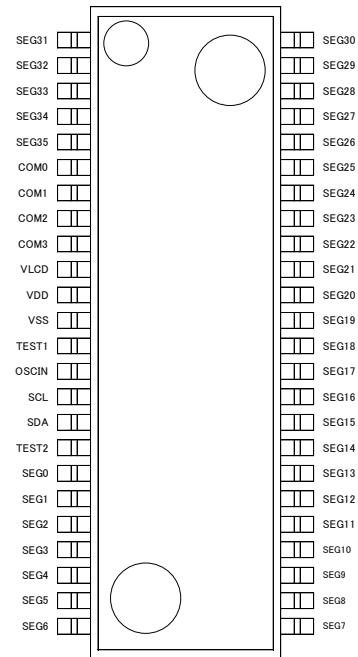 SEG31 SEG30
SEG32 SEG29
SEG33 SEG28
SEG34 SEG27
SEG35 SEG26
COM0 SEG25
COM1 SEG24
COM2 SEG23
COM3 SEG22
VLCD SEG21
VDD SEG20
VSS SEG19
TEST1 SEG18
OSCIN SEG17
SCL SEG16
SDA SEG15
TEST2 SEG14
SEG0 SEG13
SEG1 SEG12
SEG2 SEG11
SEG3 SEG10
SEG4 SEG9
SEG5 SEG8
SEG6 SEG7